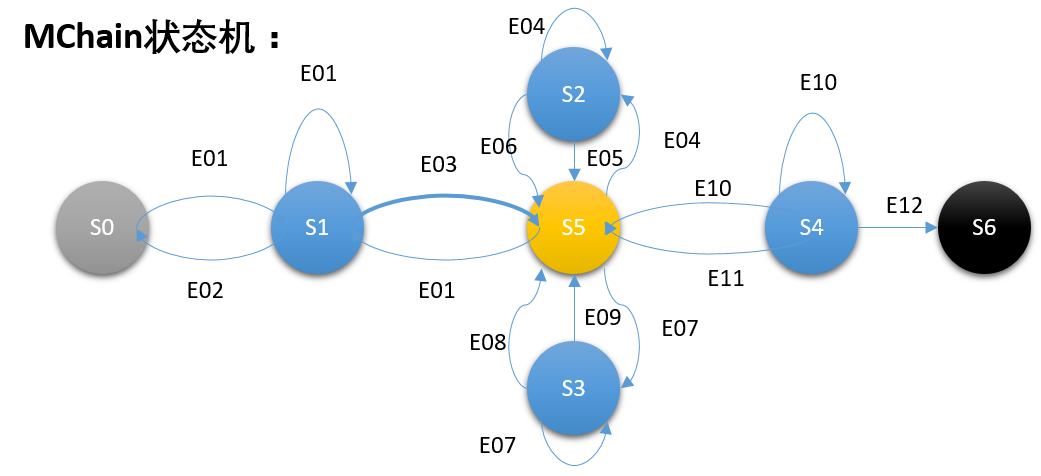 MChain状态机：
E04
E01
E10
S2
E01
E03
E06
E05
E04
E10
E12
S0
S1
S5
S4
S6
E02
E01
E11
E08
E09
E07
S3
E07